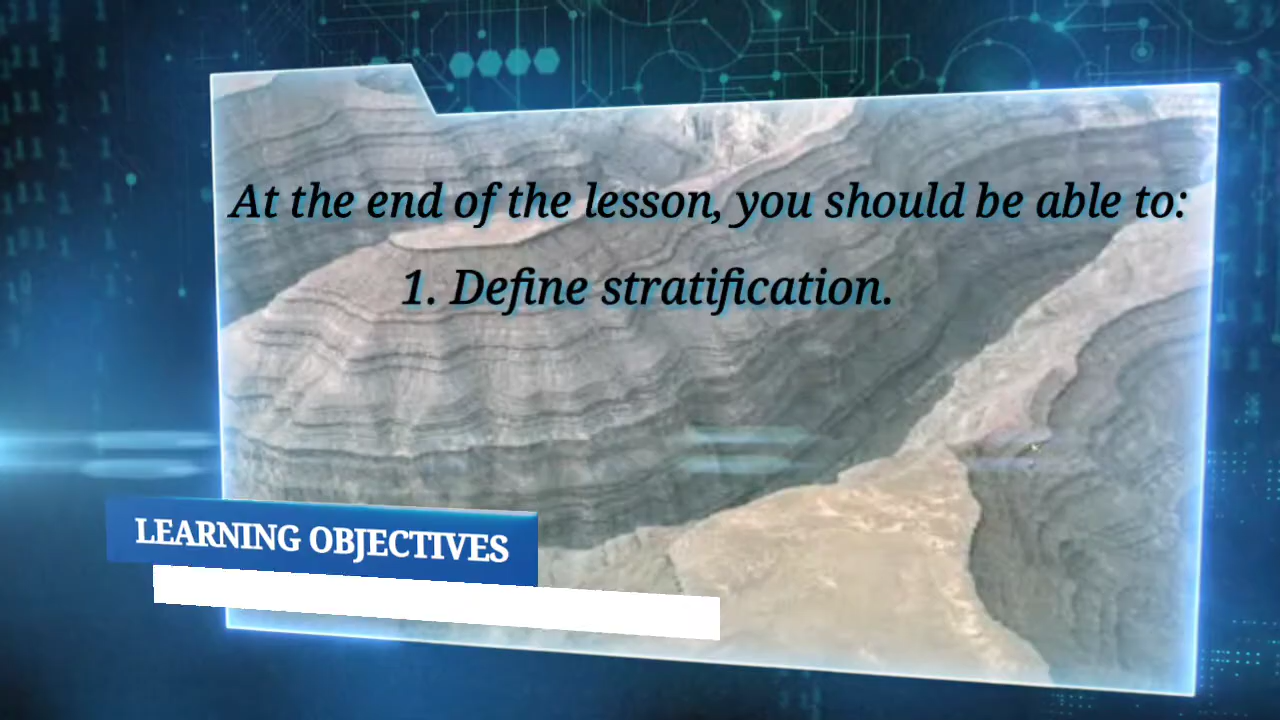 At the end of the lesson, you should be able to:
1. Define stratification.
LEARNING OBJECTIVES